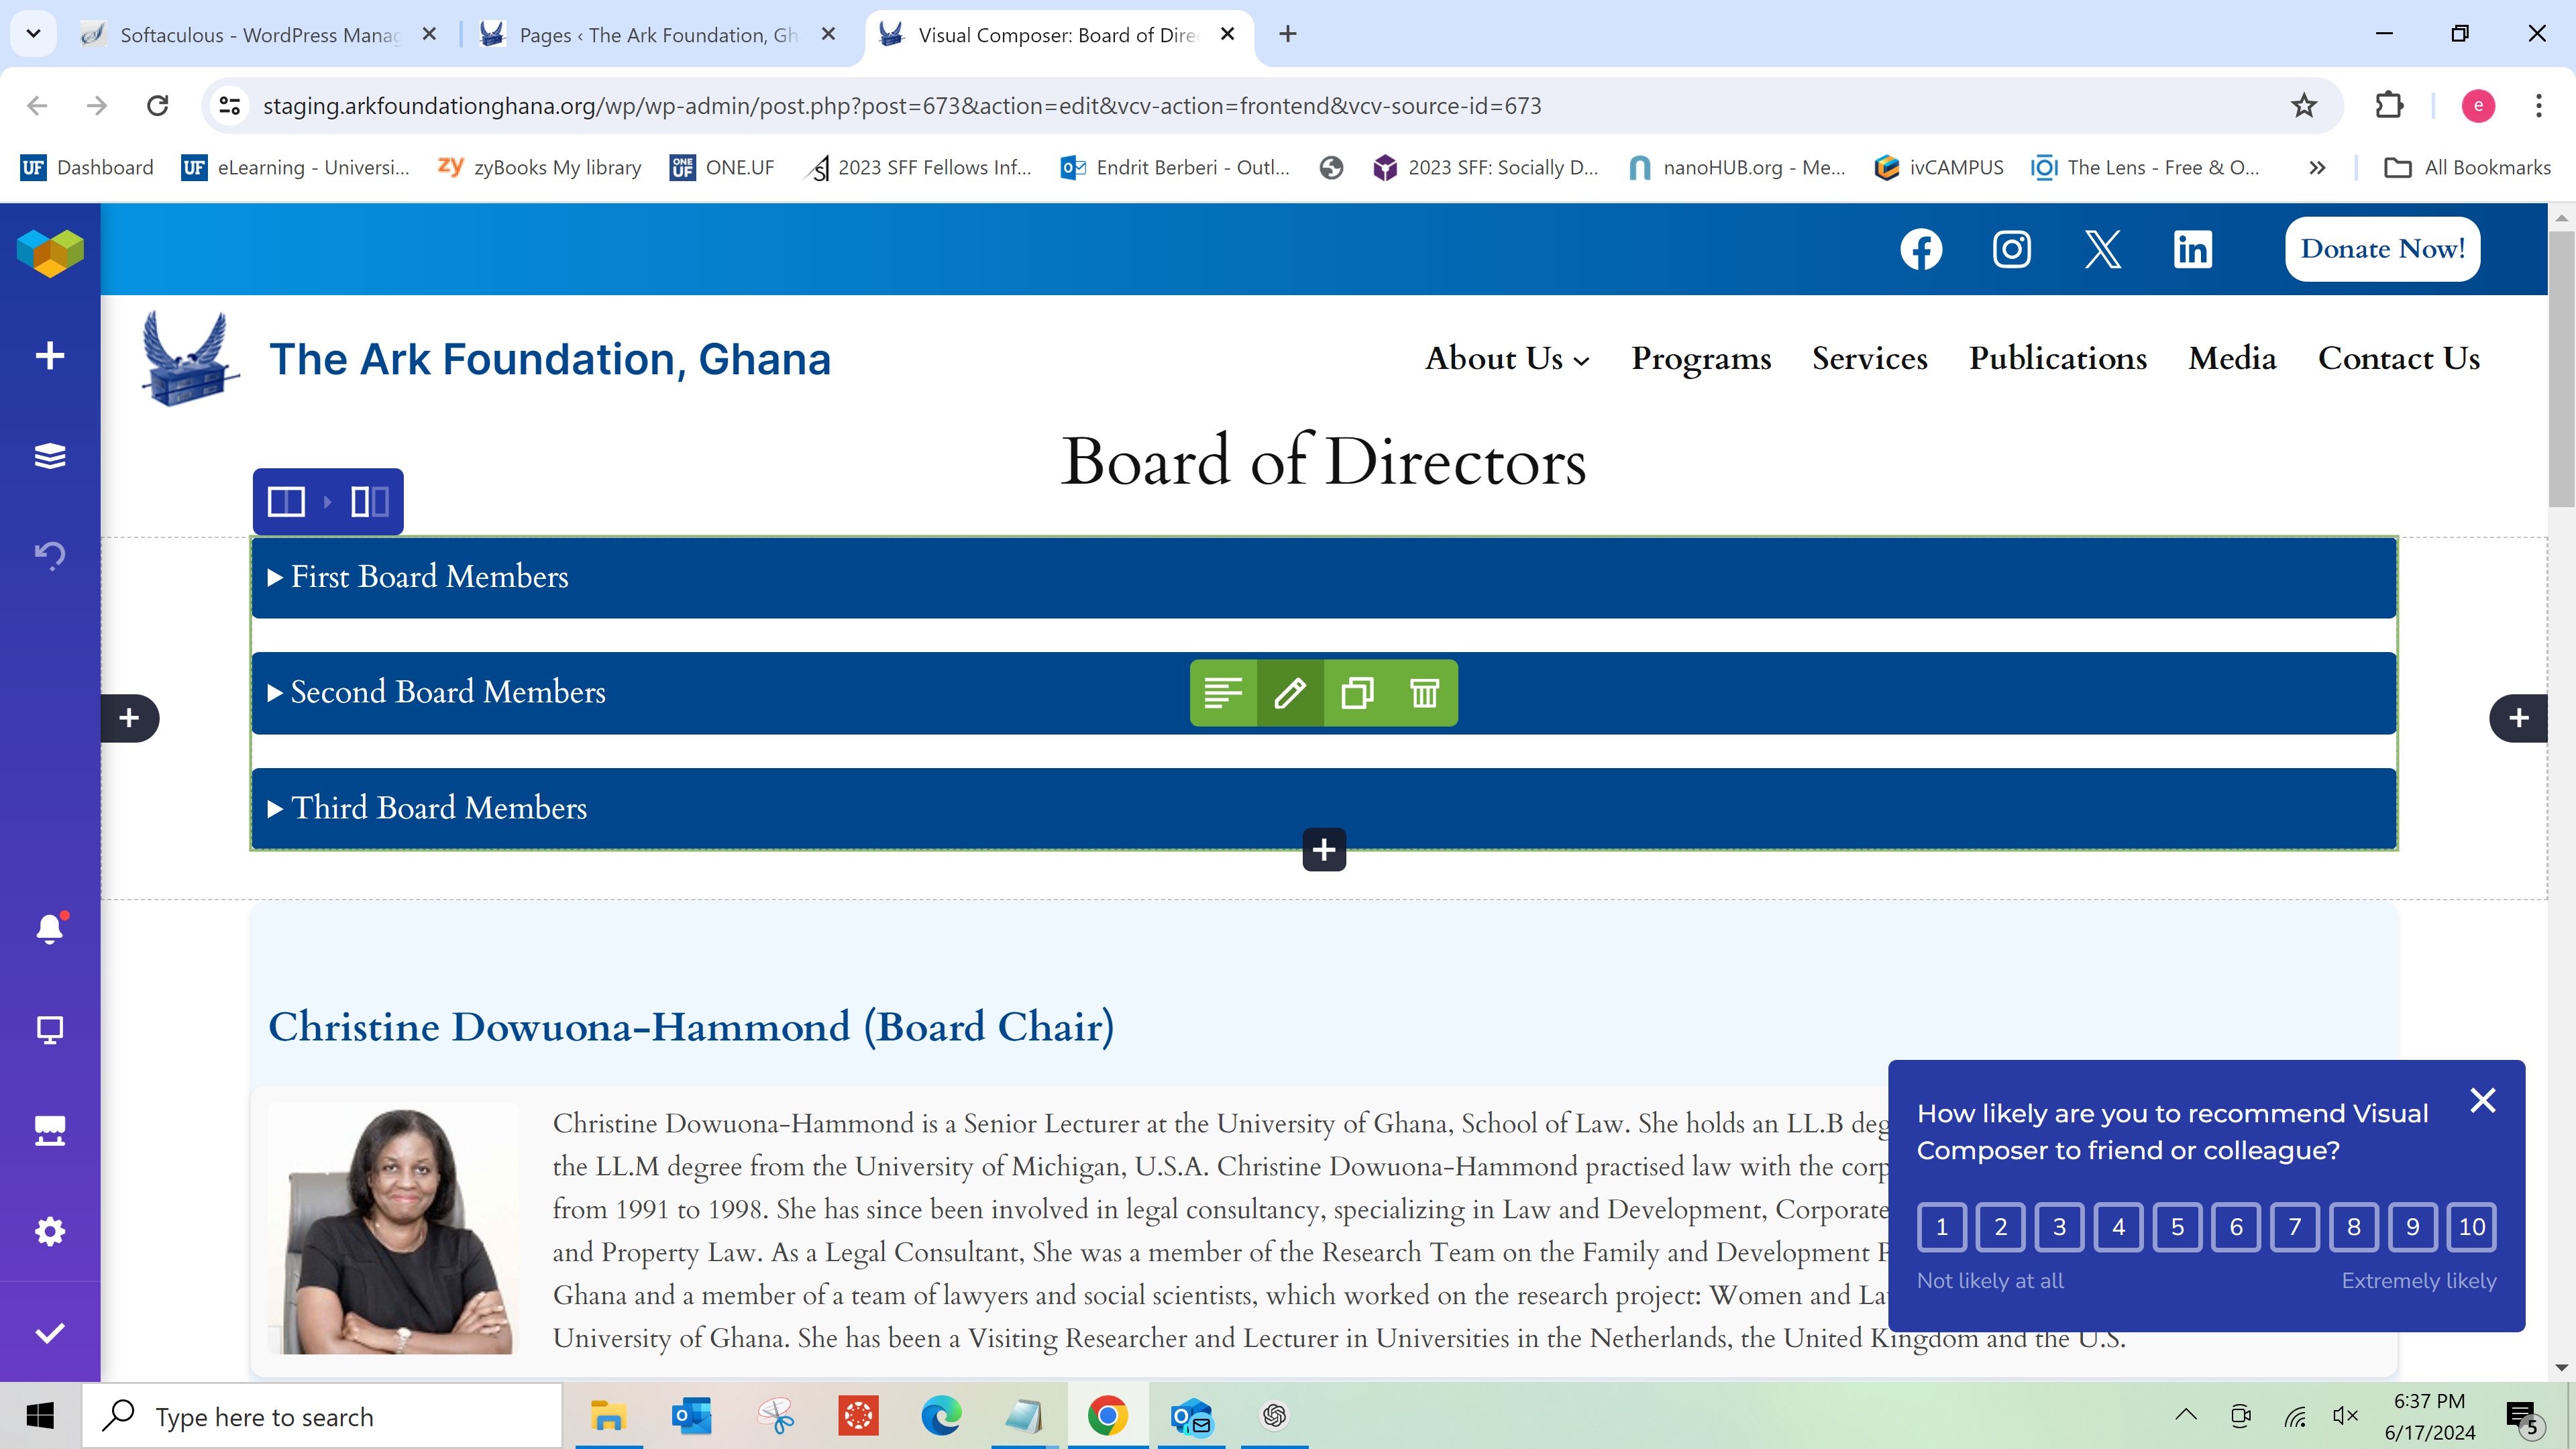 Softaculous - WordPress Manag
Pages ‹ The Ark Foundation, Gh
Visual Composer: Board of Dire
staging.arkfoundationghana.org/wp/wp-admin/post.php?post=673&action=edit&vcv-action=frontend&vcv-source-id=673
e
UF Dashboard
UF eLearning - Universi...
zy zyBooks My library
ONE UF ONE.UF
2023 SFF Fellows Inf...
Endrit Berberi - Outl...
2023 SFF: Socially D...
nanoHUB.org - Me...
ivCAMPUS
The Lens - Free & O...
All Bookmarks
Donate Now!
The Ark Foundation, Ghana
About Us
Programs
Services
Publications
Media
Contact Us
Board of Directors
First Board Members
Second Board Members
Third Board Members
Christine Dowuona-Hammond (Board Chair)
Christine Dowuona-Hammond is a Senior Lecturer at the University of Ghana, School of Law. She holds an LL.B deg
the LL.M degree from the University of Michigan, U.S.A. Christine Dowuona-Hammond practised law with the corp
from 1991 to 1998. She has since been involved in legal consultancy, specializing in Law and Development, Corporate
and Property Law. As a Legal Consultant, She was a member of the Research Team on the Family and Development P
Ghana and a member of a team of lawyers and social scientists, which worked on the research project: Women and La
University of Ghana. She has been a Visiting Researcher and Lecturer in Universities in the Netherlands, the United Kingdom and the U.S.
How likely are you to recommend Visual
Composer to friend or colleague?
1 2 3 4 5 6 7 8 9 10
Not likely at all
Extremely likely
Type here to search
6:37 PM
6/17/2024
5